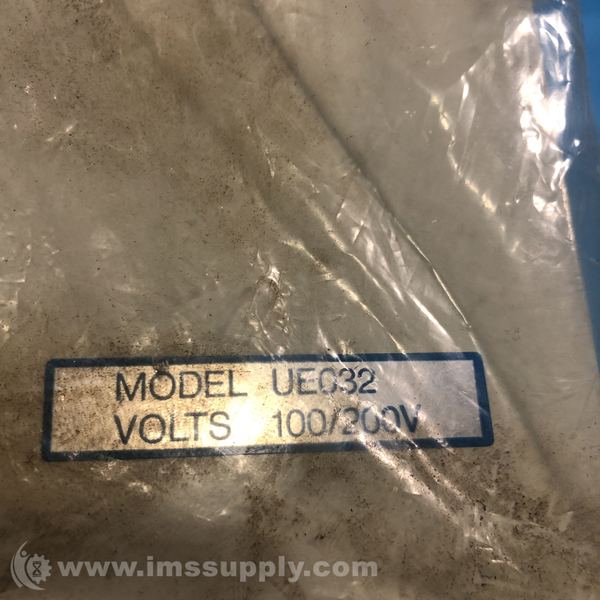 MODEL UE032
VOLTS 100/200V
www.imssupply.com